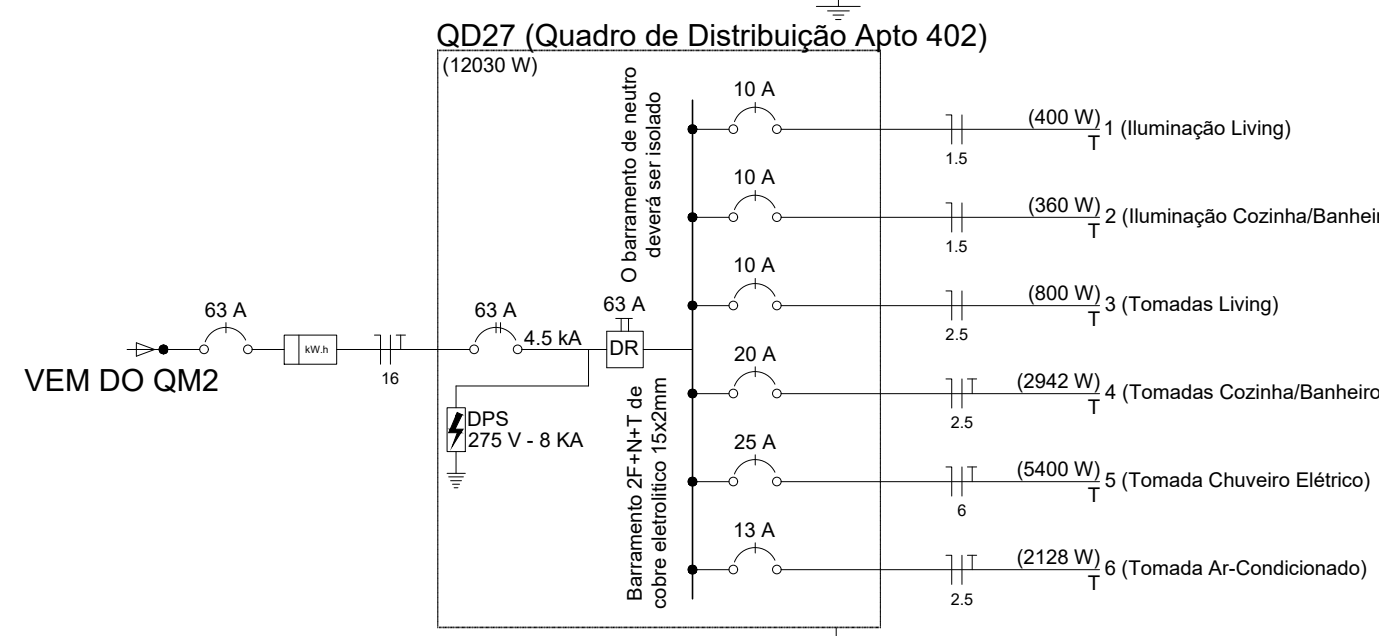 QD27 (Quadro de Distribuição Apto 402)
(12030 W)
O barramento de neutro
deverá ser isolado
10 A
1.5
(400 W)
T
1 (Iluminação Living)
10 A
1.5
(360 W)
T
2 (Iluminação Cozinha/Banheir
10 A
2.5
(800 W)
T
3 (Tomadas Living)
VEM DO QM2
63 A
kW.h
T
16
63 A
4.5 kA
63 A
DR
DPS
275 V - 8 KA
Barramento 2F+N+T de
cobre eletrolitico 15x2mm
20 A
T
2.5
(2942 W)
T
4 (Tomadas Cozinha/Banheiro
25 A
T
6
(5400 W)
T
5 (Tomada Chuveiro Elétrico)
13 A
T
2.5
(2128 W)
T
6 (Tomada Ar-Condicionado)